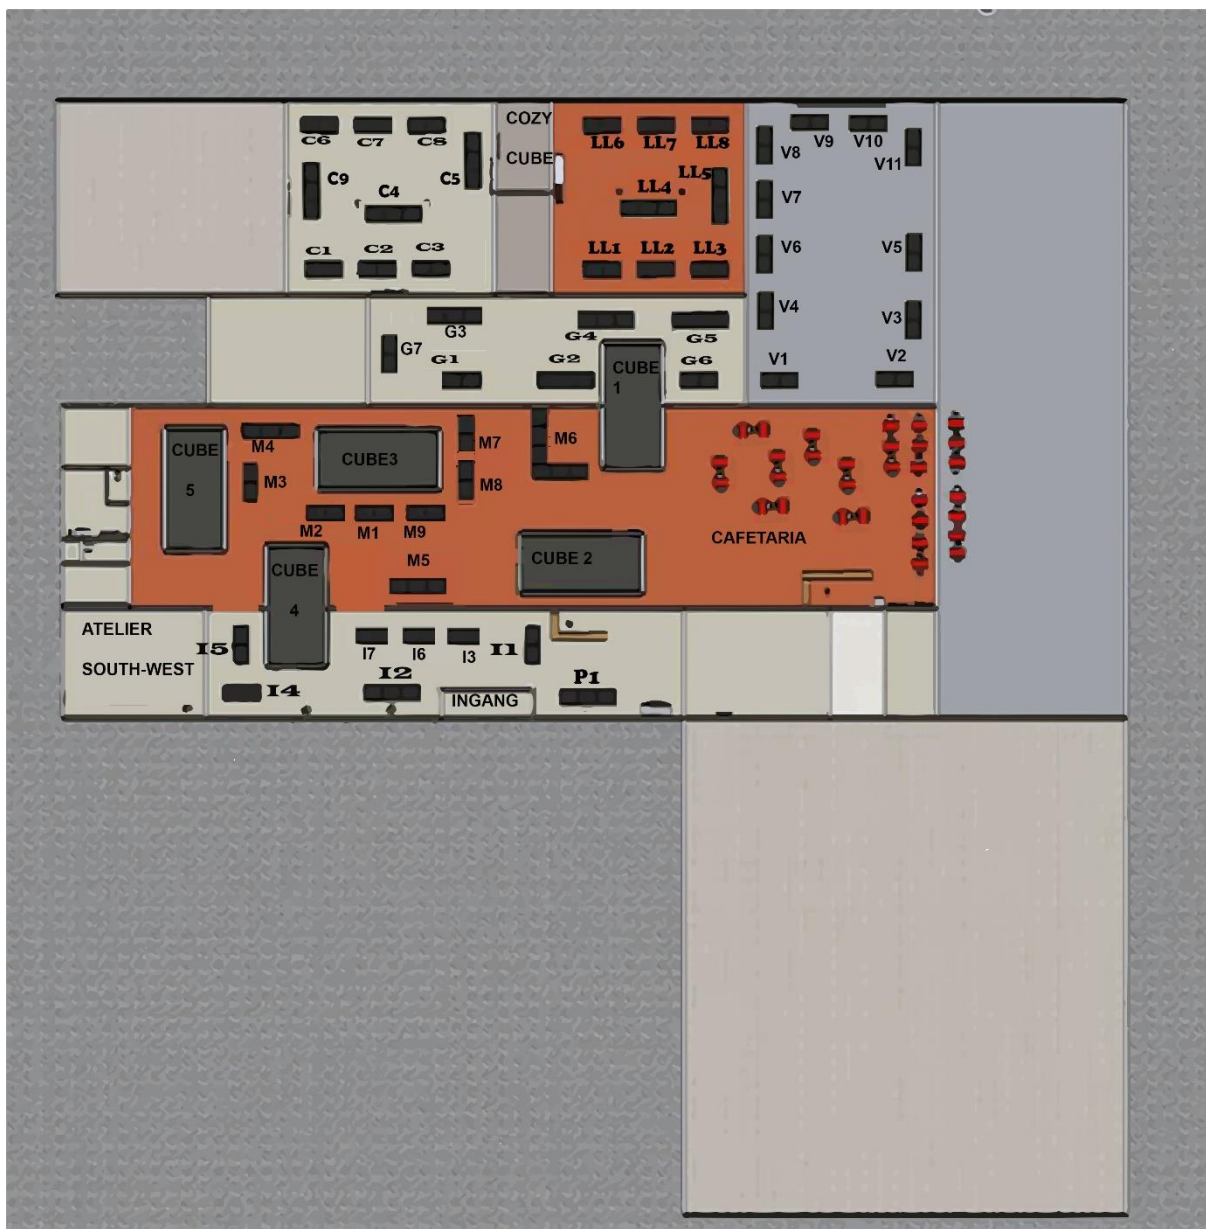 COZY
CUBE
C6
C7
C8
C9
C5
C4
C1
C2
C3
LL6
LL7
LL8
LL5
LL4
LL1
LL2
LL3
V9
V10
V8
V11
V7
V6
V5
V4
V3
V1
V2
G3
G4
G5
G7
G1
G2
G6
CUBE
1
CUBE
5
M4
M3
CUBE3
M7
M8
M6
M2
M1
M9
M5
CUBE 2
CAFETARIA
CUBE
4
ATELIER
SOUTH-WEST
I5
I7
I6
I3
I1
I4
I2
INGANG
P1